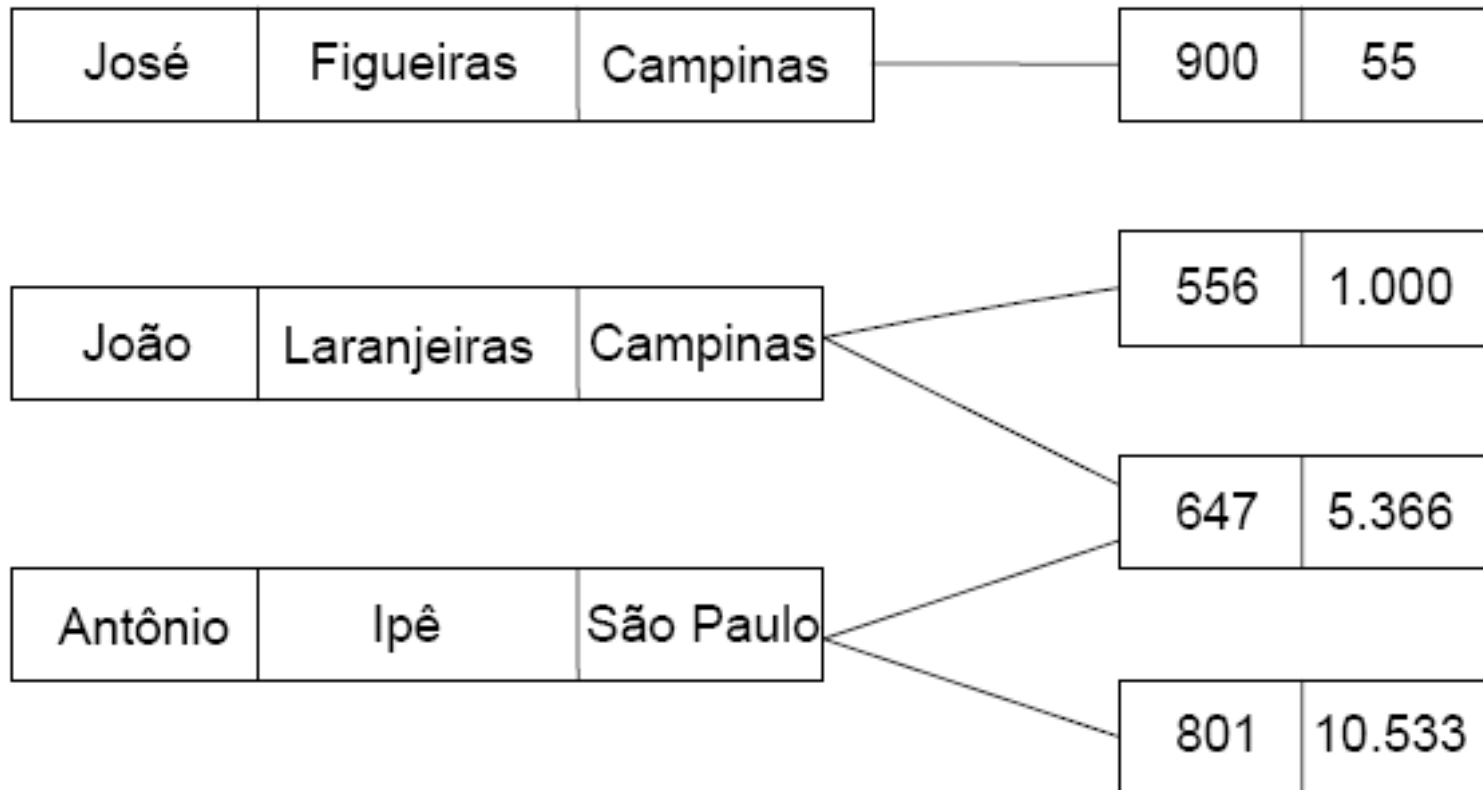 José Figueiras Campinas 900 55
556 1.000
João Laranjeiras Campinas
647 5.366
Antônio Ipê São Paulo
801 10.533